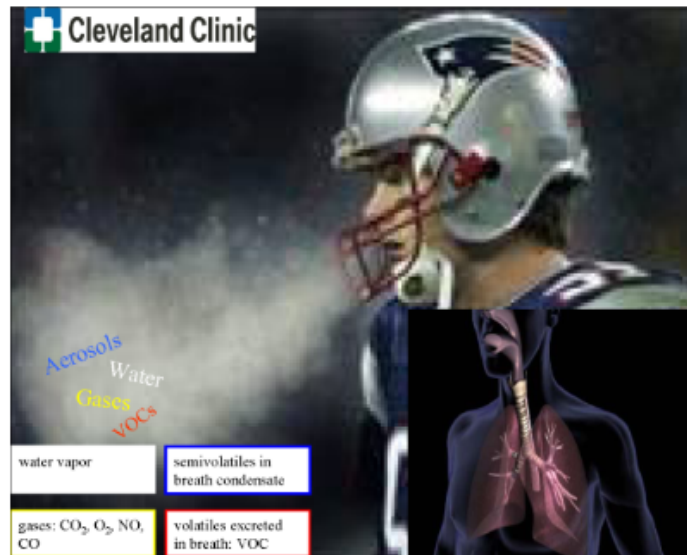 Cleveland Clinic
Aerosols
Water
Gases
VOCs
water vapor
semivolatiles in
breath condensate
gases: CO₂, O₂, NO,
CO
volatiles excreted
in breath: VOC